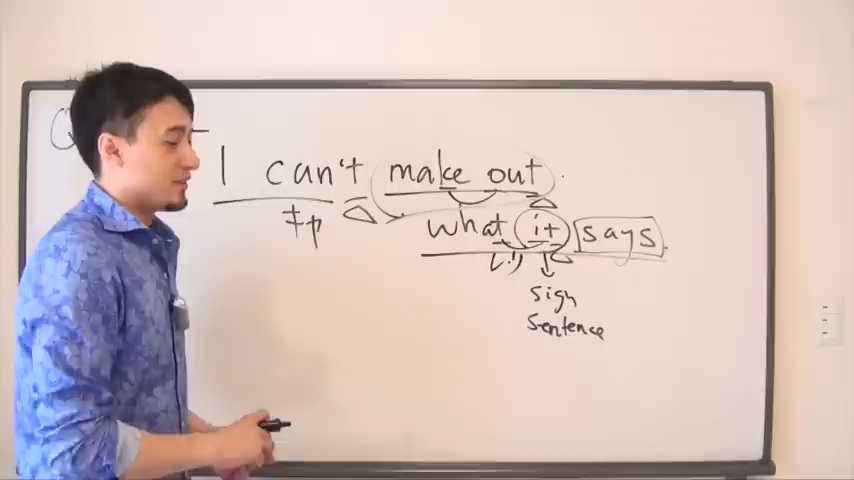 I can't make out.
what it says.
sign
sentence